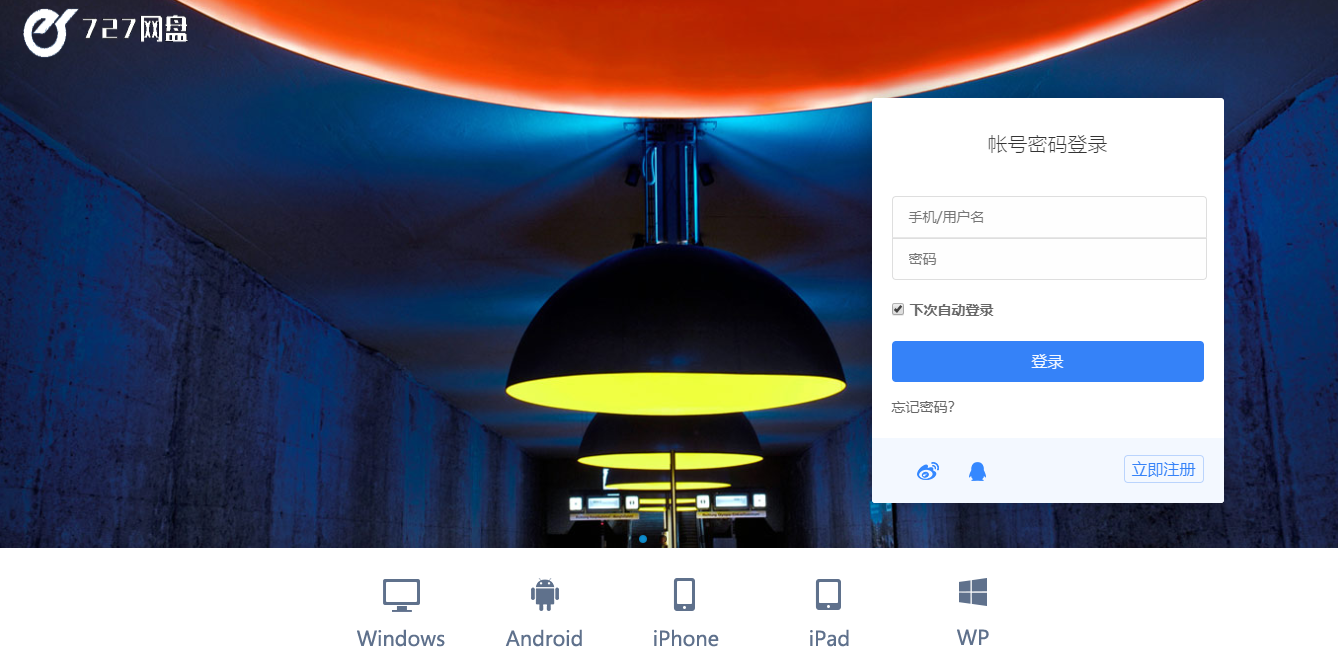 727网盘
帐号密码登录
手机/用户名
密码
下次自动登录
登录
忘记密码?
立即注册
Windows
Android
iPhone
iPad
WP